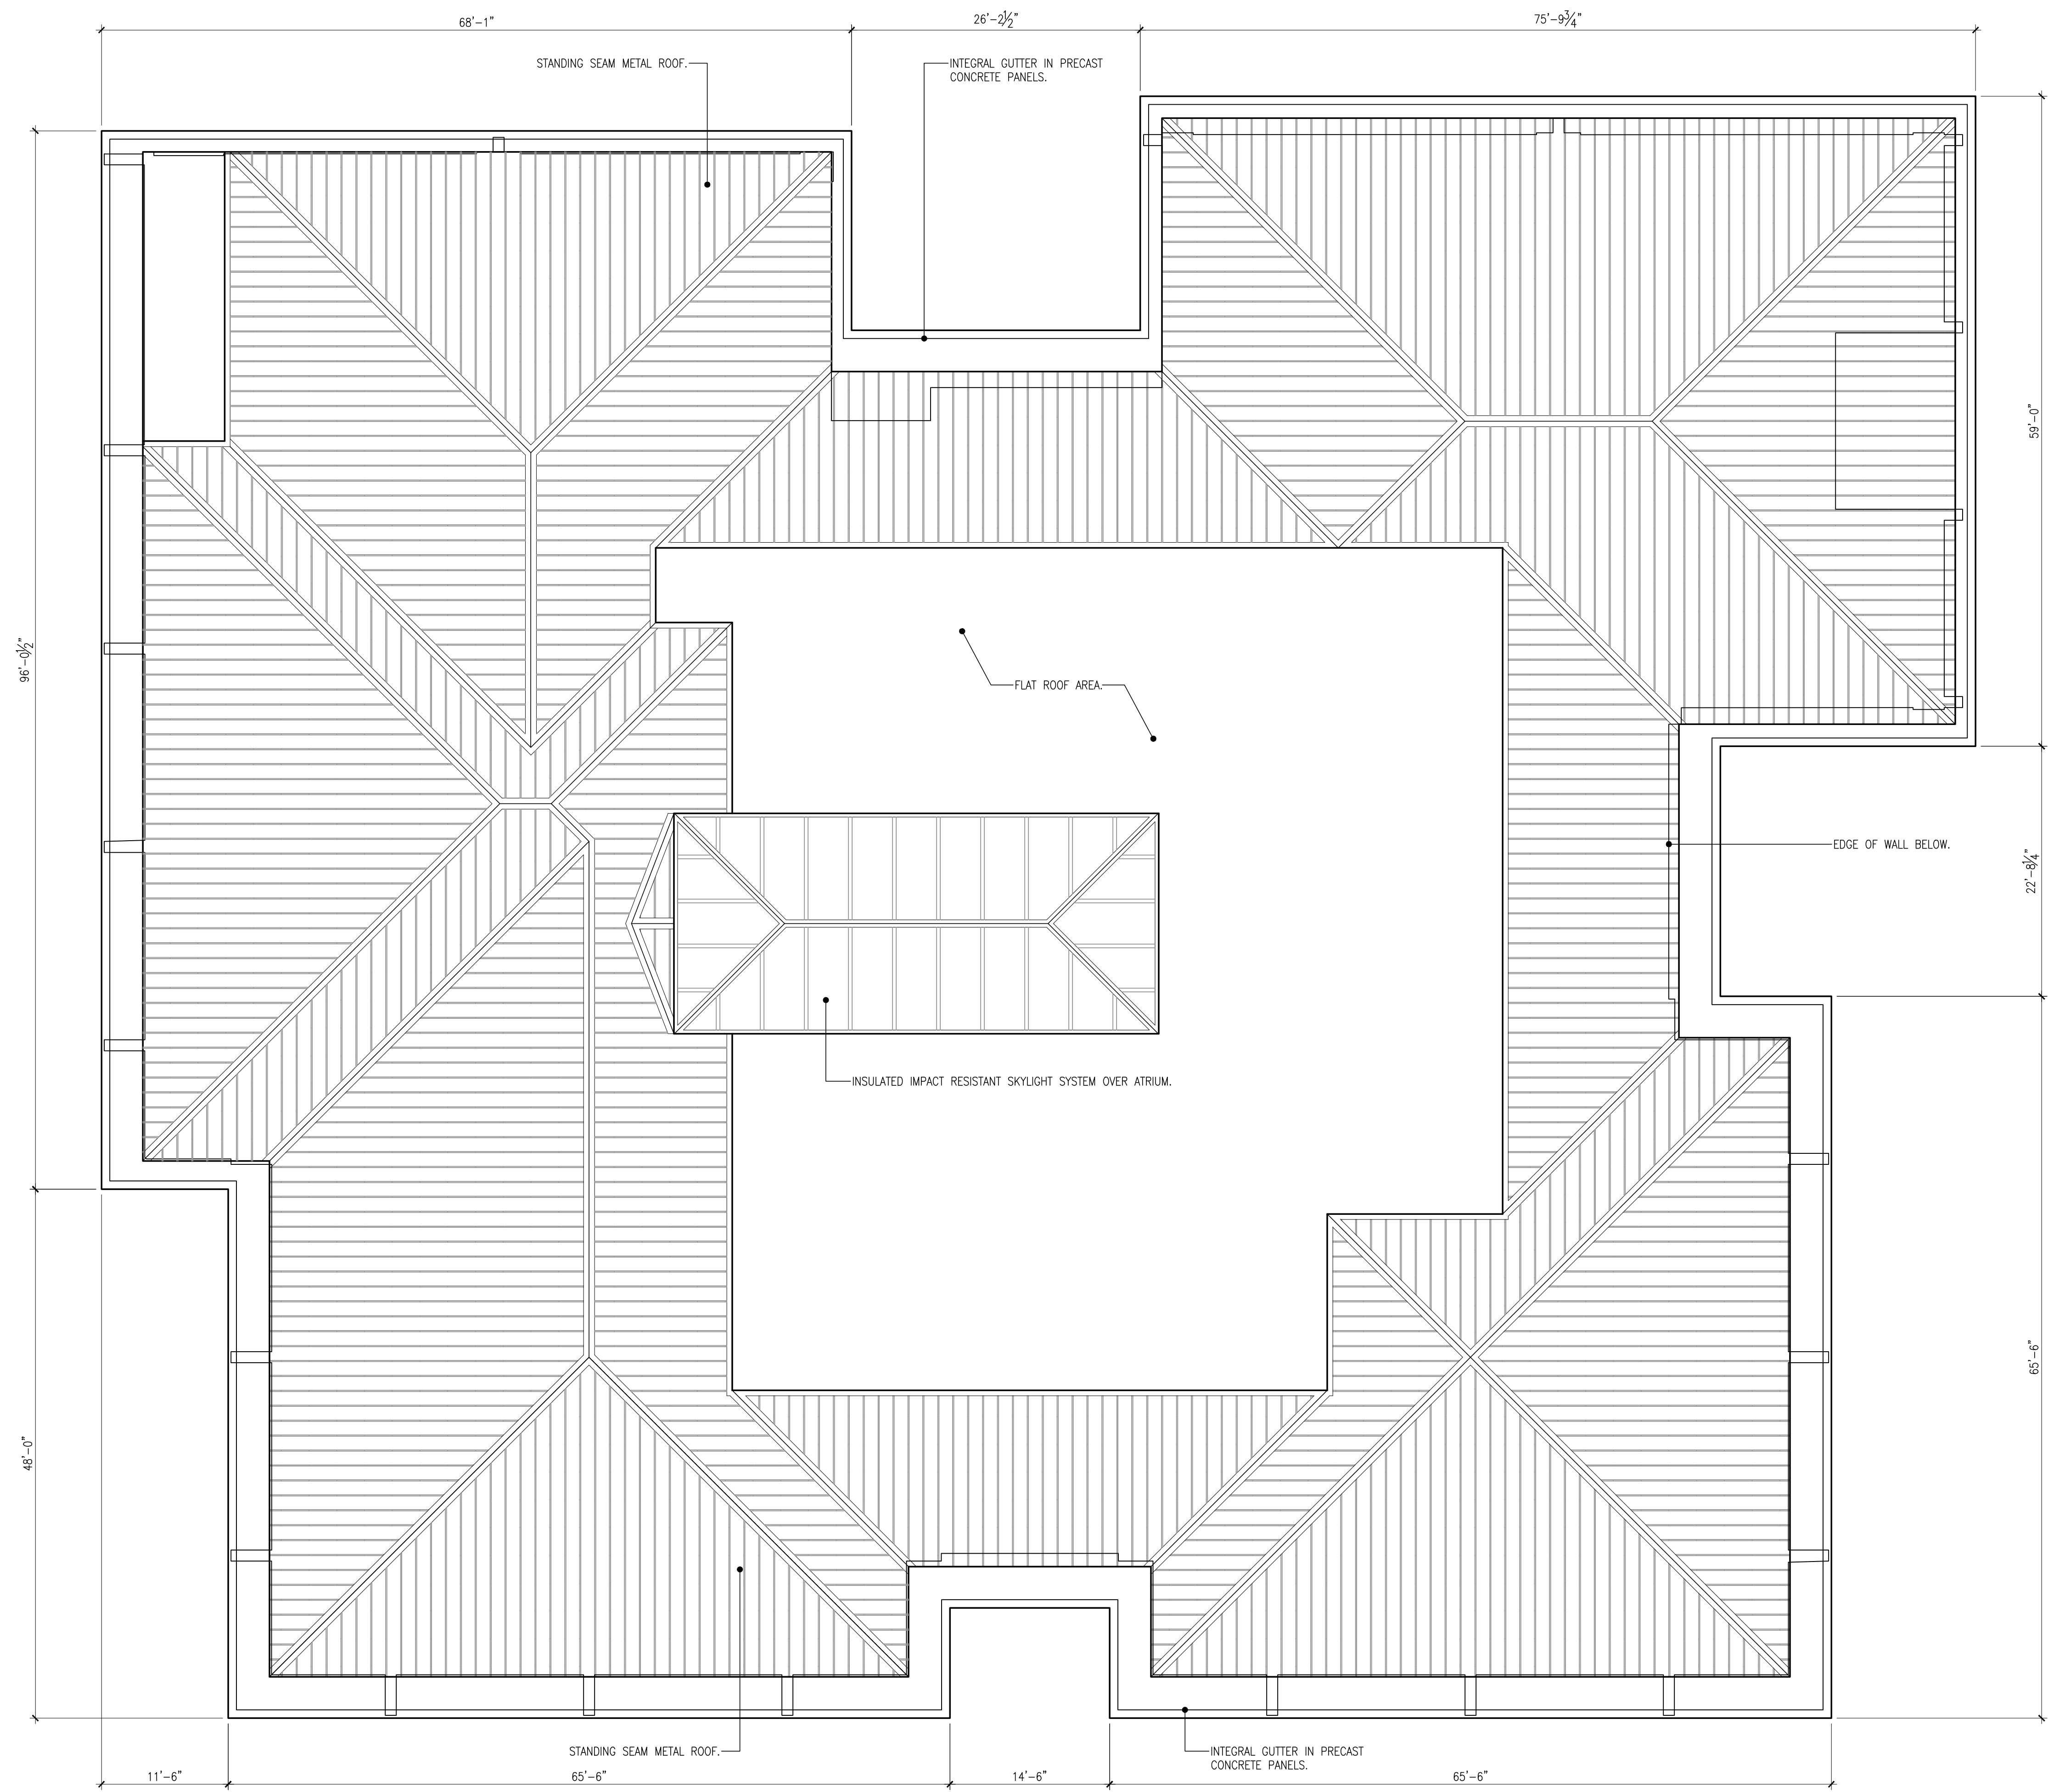 68'-1"
26'-2½"
75'-9¾"
STANDING SEAM METAL ROOF.
INTEGRAL GUTTER IN PRECAST
CONCRETE PANELS.
59'-0"
96'-0½"
FLAT ROOF AREA.
EDGE OF WALL BELOW.
22'-8¼"
INSULATED IMPACT RESISTANT SKYLIGHT SYSTEM OVER ATRIUM.
65'-6"
48'-0"
STANDING SEAM METAL ROOF.
INTEGRAL GUTTER IN PRECAST
CONCRETE PANELS.
11'-6"
65'-6"
14'-6"
65'-6"